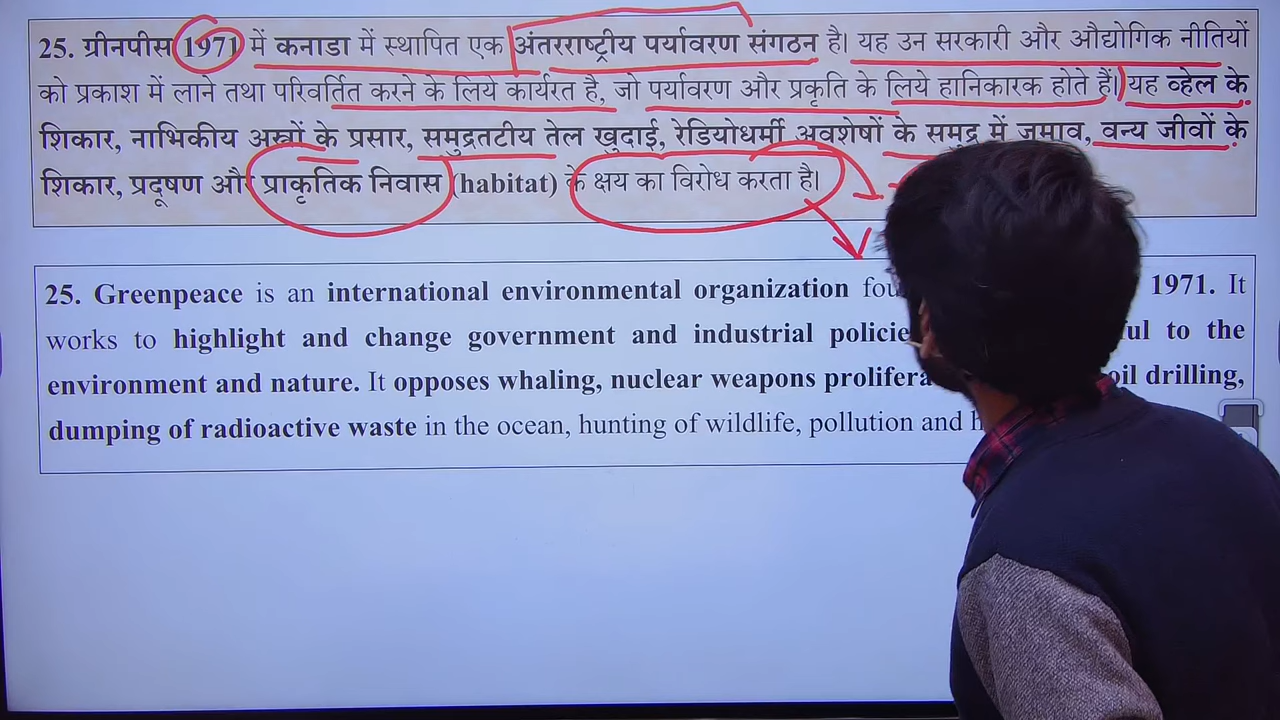 25. ग्रीनपीस 1971 में कनाडा में स्थापित एक अंतरराष्ट्रीय पर्यावरण संगठन है। यह उन सरकारी और औद्योगिक नीतियों
को प्रकाश में लाने तथा परिवर्तित करने के लिये कार्यरत है, जो पर्यावरण और प्रकृति के लिये हानिकारक होते हैं। यह व्हेल के
शिकार, नाभिकीय अस्त्रों के प्रसार, समुद्रतटीय तेल खुदाई, रेडियोधर्मी अवशेषों के समुद्र में जमाव, वन्य जीवों के
शिकार, प्रदूषण और प्राकृतिक निवास (habitat) के क्षय का विरोध करता है।
25. Greenpeace is an international environmental organization 1971. It
works to highlight and change government and industrial to the
environment and nature. It opposes whaling, nuclear weapons oil drilling,
dumping of radioactive waste in the ocean, hunting of wildlife, pollution and